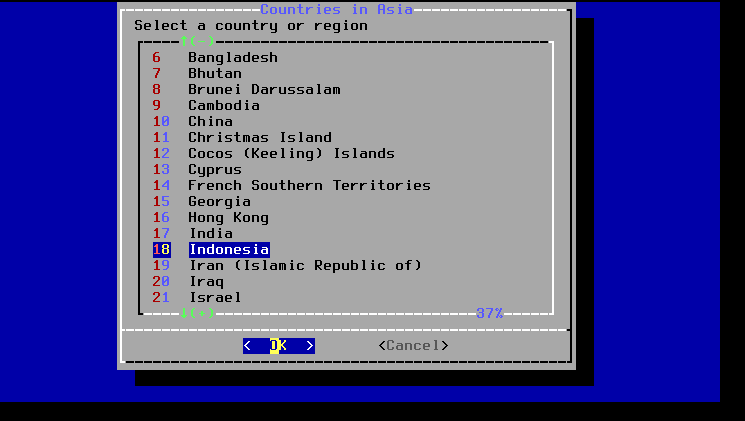 Countries in Asia
Select a country or region
↑(-)
6 Bangladesh
7 Bhutan
8 Brunei Darussalam
9 Cambodia
10 China
11 Christmas Island
12 Cocos (Keeling) Islands
13 Cyprus
14 French Southern Territories
15 Georgia
16 Hong Kong
17 India
18 Indonesia
19 Iran (Islamic Republic of)
20 Iraq
21 Israel
↓(+) 37%
< OK > <Cancel>